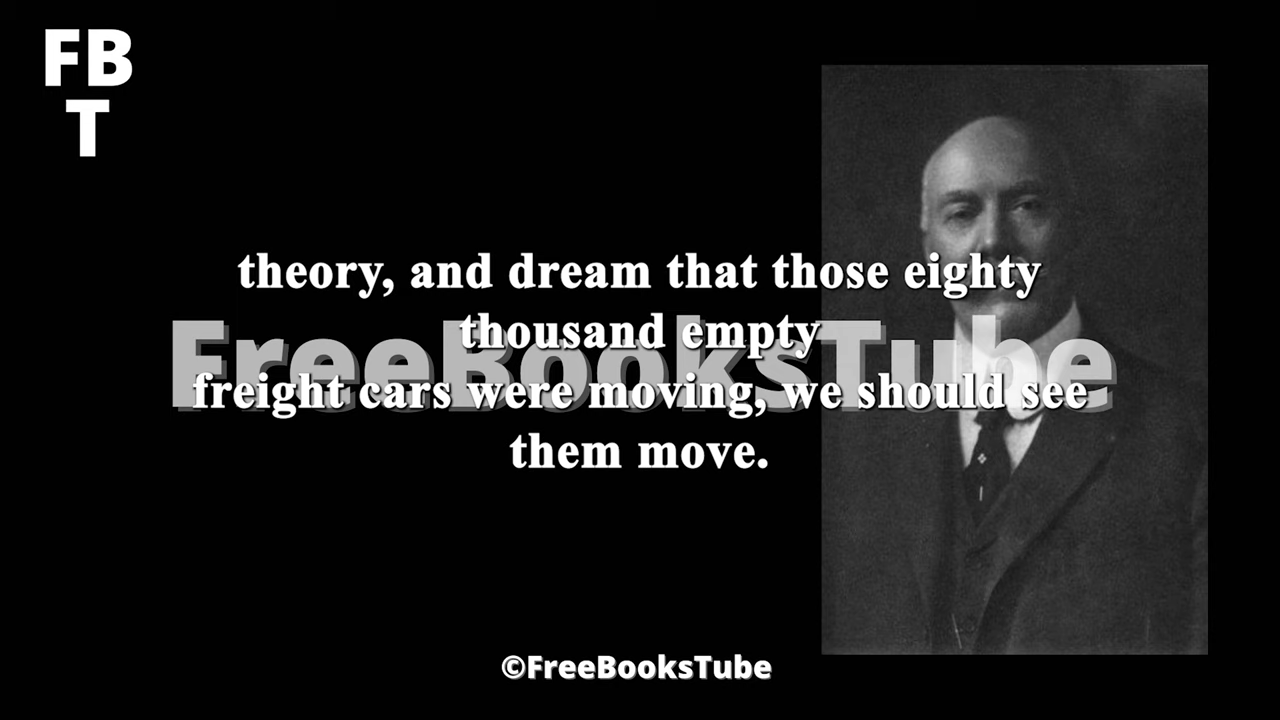 FB
T
theory, and dream that those eighty
thousand empty
FreeBooksTube
freight cars were moving, we should see
them move.
©FreeBooksTube